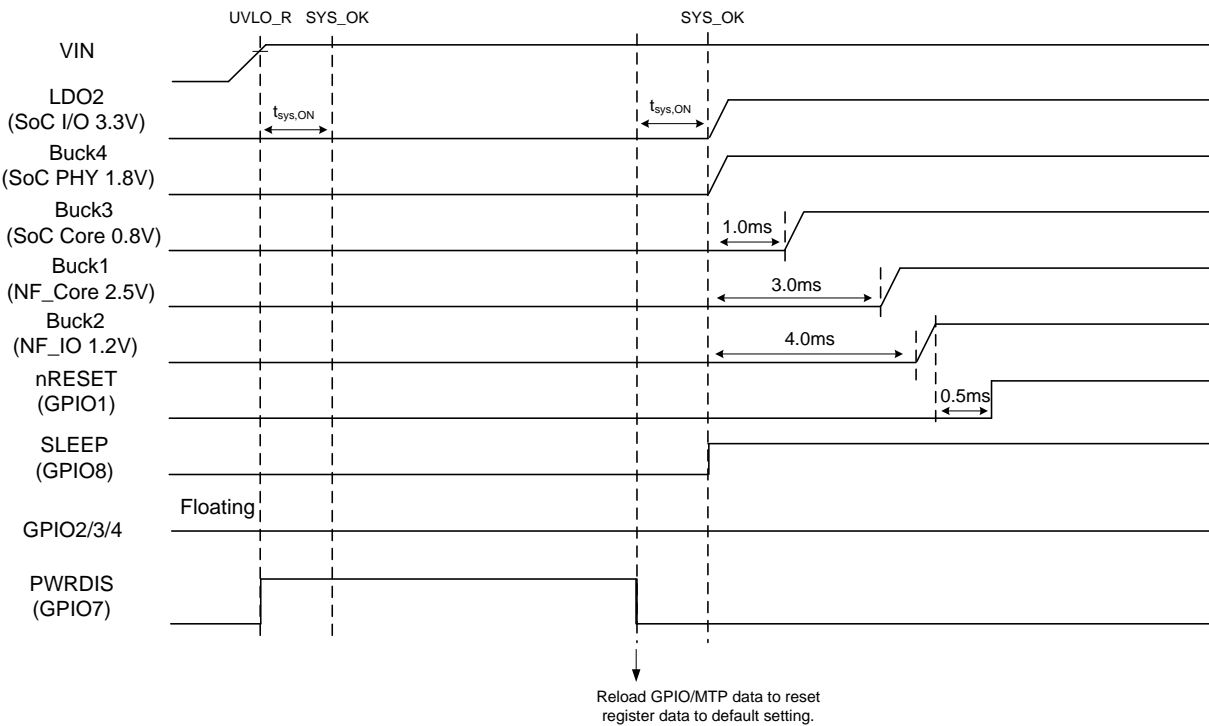 UVLO_R SYS_OK SYS_OK
VIN
LDO2
(SoC I/O 3.3V)
tsys,ON tsys,ON
Buck4
(SoC PHY 1.8V)
Buck3
(SoC Core 0.8V)
1.0ms
Buck1
(NF_Core 2.5V)
3.0ms
Buck2
(NF_IO 1.2V)
4.0ms
nRESET
(GPIO1)
0.5ms
SLEEP
(GPIO8)
Floating
GPIO2/3/4
PWRDIS
(GPIO7)
Reload GPIO/MTP data to reset
register data to default setting.